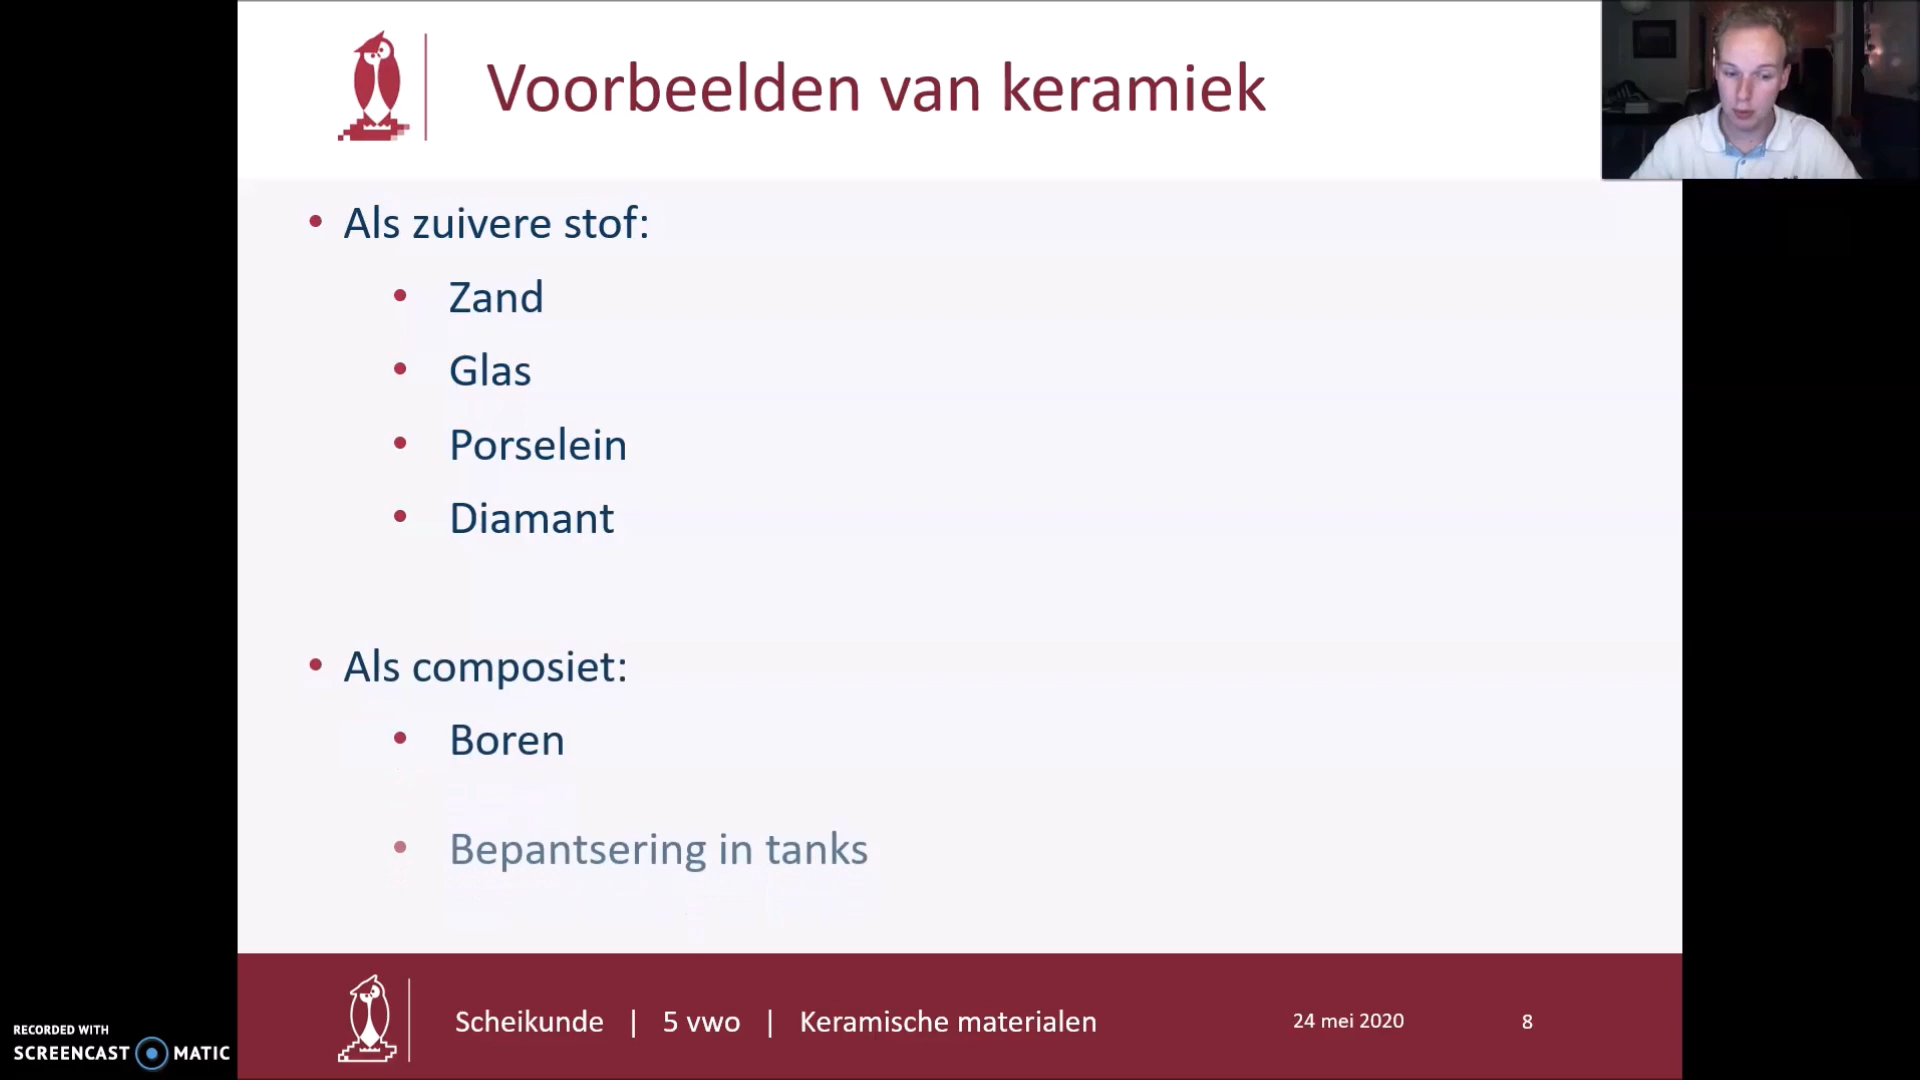 Voorbeelden van keramiek
• Als zuivere stof:
• Zand
• Glas
• Porselein
• Diamant
• Als composiet:
• Boren
• Bepantsering in tanks
Scheikunde | 5 vwo | Keramische materialen
24 mei 2020
8
RECORDED WITH
SCREENCAST MATIC